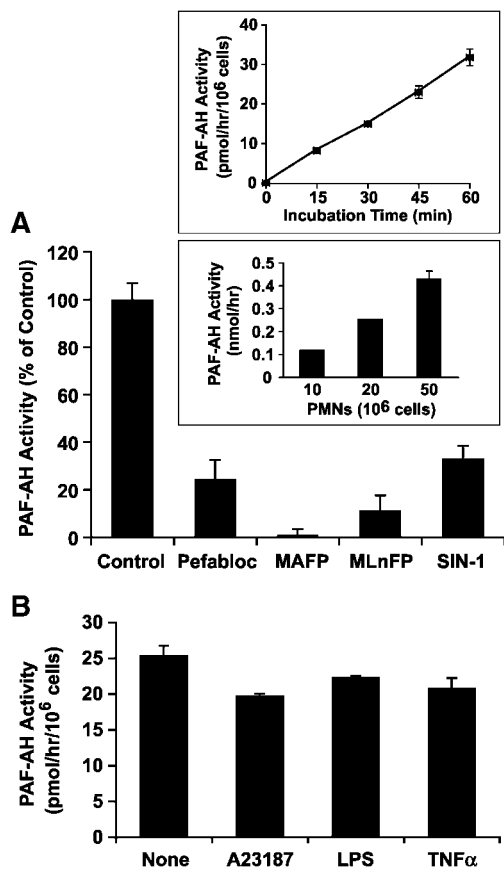 PAF-AH Activity
(pmol/hr/10⁶ cells)
40
30
20
10
0
0 15 30 45 60
Incubation Time (min)
A
PAF-AH Activity (% of Control)
120
100
80
60
40
20
0
PAF-AH Activity
(nmol/hr)
0.5
0.4
0.3
0.2
0.1
0
10 20 50
PMNs (10⁶ cells)
Control Pefabloc MAFP MLnFP SIN-1
B
PAF-AH Activity
(pmol/hr/10⁶ cells)
30
25
20
15
10
5
0
None A23187 LPS TNFα